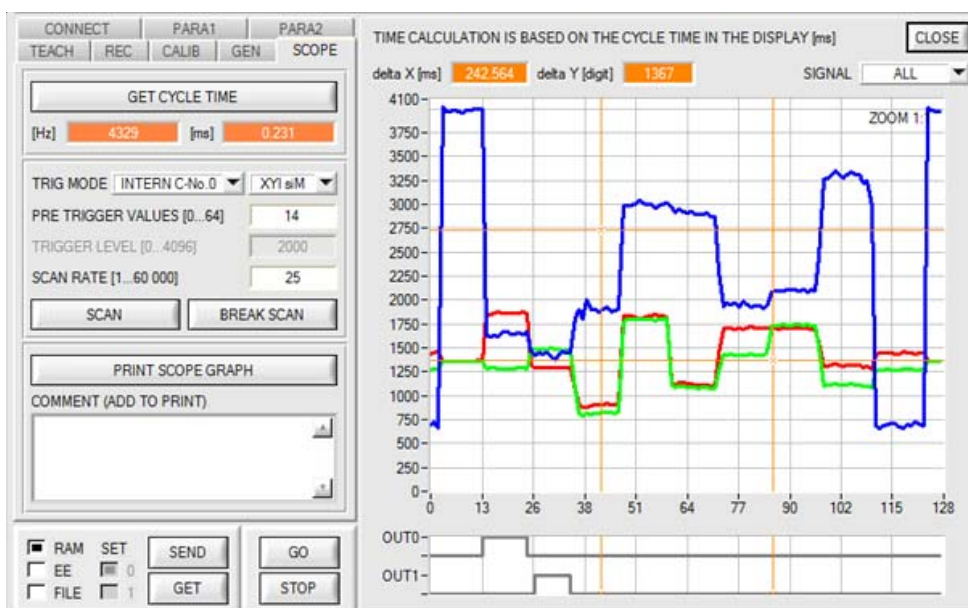 CONNECT PARA1 PARA2
TEACH REC CALIB GEN SCOPE
GET CYCLE TIME
[Hz] 4329 [ms] 0.231
TRIG MODE INTERN C-No.0 XYI siM
PRE TRIGGER VALUES [0...64] 14
TRIGGER LEVEL [0...4096] 2000
SCAN RATE [1...60 000] 25
SCAN BREAK SCAN
PRINT SCOPE GRAPH
COMMENT (ADD TO PRINT)
RAM SET SEND GO
EE 0
FILE 1 GET STOP
TIME CALCULATION IS BASED ON THE CYCLE TIME IN THE DISPLAY [ms] CLOSE
delta X [ms] 242.564 delta Y [digit] 1367 SIGNAL ALL
ZOOM 1:
4100
3750
3500
3250
3000
2750
2500
2250
2000
1750
1500
1250
1000
750
500
250
0
0 13 26 38 51 64 77 90 102 115 128
OUT0
OUT1